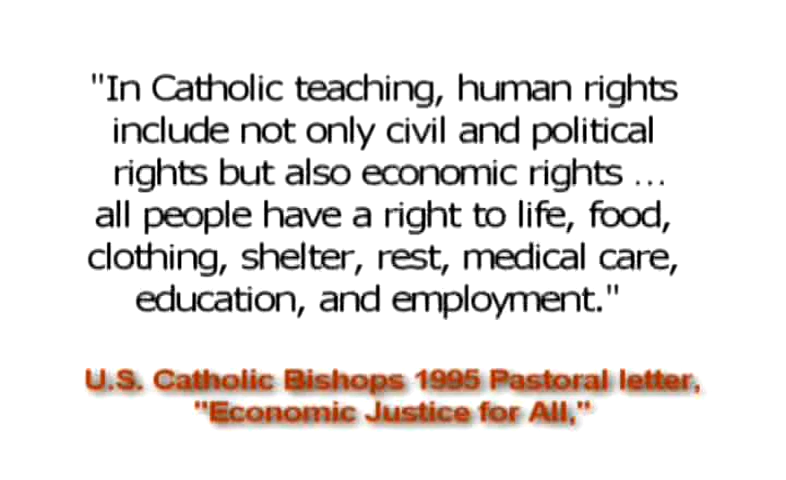 "In Catholic teaching, human rights
include not only civil and political
rights but also economic rights ...
all people have a right to life, food,
clothing, shelter, rest, medical care,
education, and employment."
U.S. Catholic Bishops 1995 Pastoral letter,
"Economic Justice for All,"